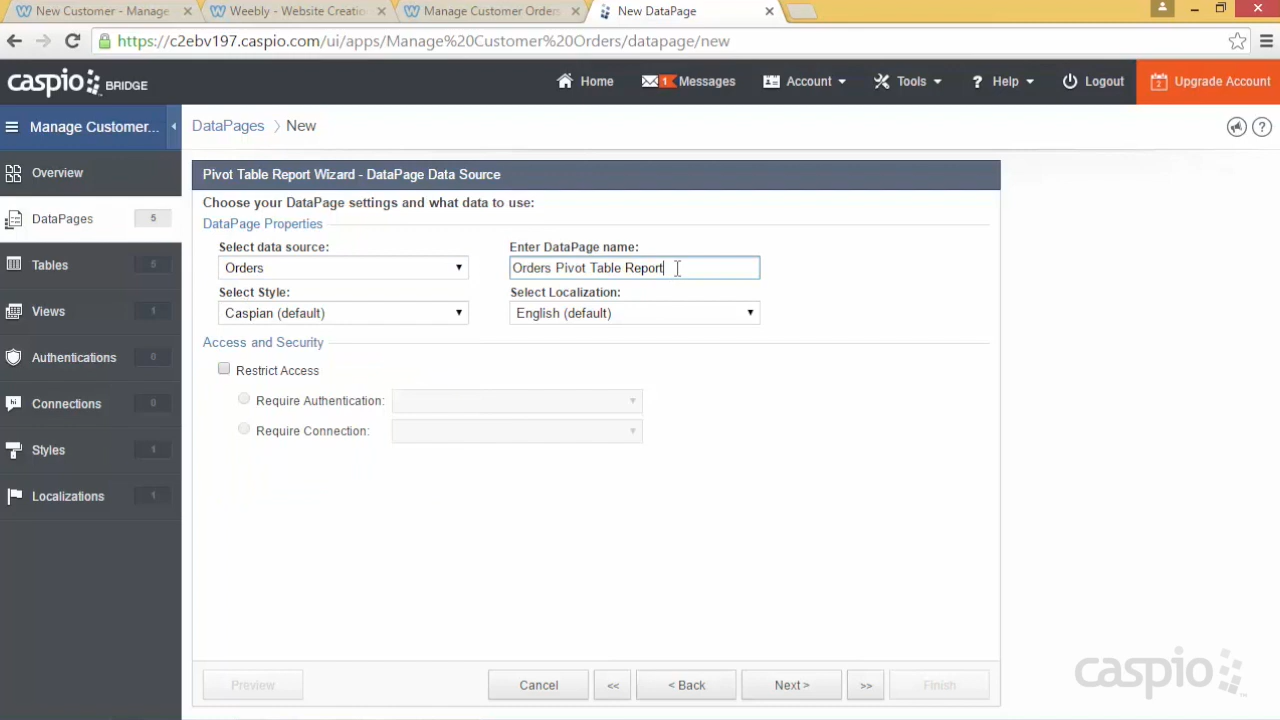 New Customer - Manage
Weebly - Website Creatio
Manage Customer Orders
New DataPage
https://c2ebv197.caspio.com/ui/apps/Manage%20Customer%20Orders/datapage/new
caspio BRIDGE
Home
1
Messages
Account
Tools
? Help
Logout
2
Upgrade Account
Manage Customer...
DataPages
New
?
Overview
DataPages 5
Tables 5
Views 1
Authentications 0
hi
Connections 0
Styles 1
Localizations 1
Pivot Table Report Wizard - DataPage Data Source
Choose your DataPage settings and what data to use:
DataPage Properties
Select data source:
Enter DataPage name:
Orders
Orders Pivot Table Report
Select Style:
Select Localization:
Caspian (default)
English (default)
Access and Security
Restrict Access
Require Authentication:
Require Connection:
Preview
Cancel
<<
< Back
Next >
>>
Finish
caspio